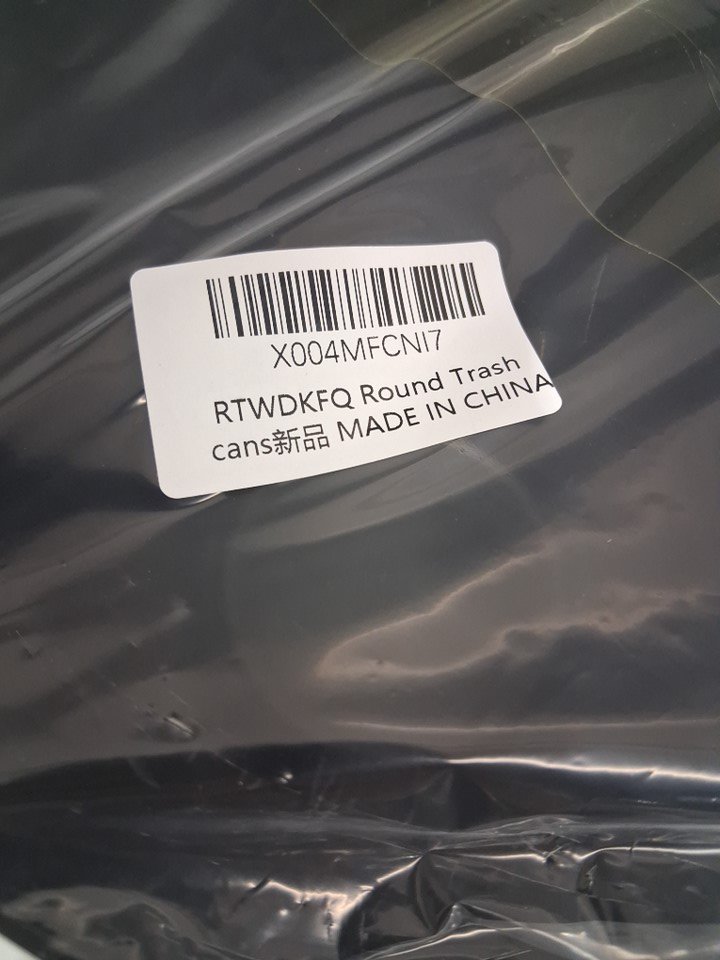 X004MFCNI7
RTWDKFQ Round Trash
cans新品 MADE IN CHINA